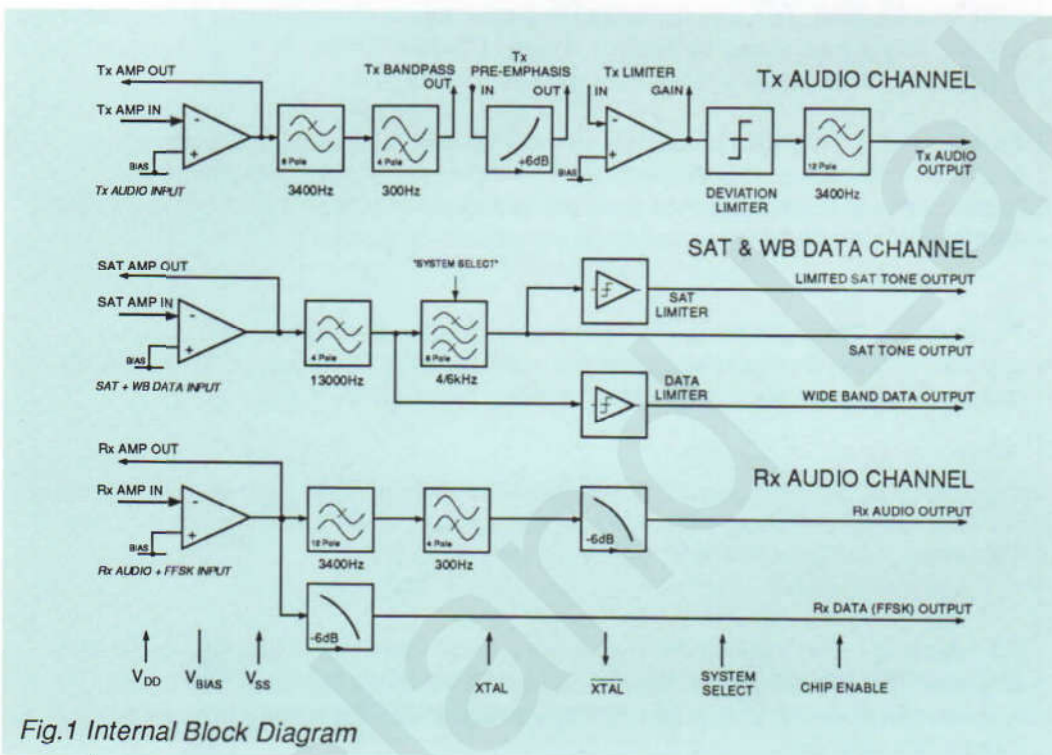 Tx AMP OUT
Tx AMP IN
-
+
BIAS
Tx AUDIO INPUT
6 Pole
3400Hz
4 Pole
300Hz
Tx BANDPASS
OUT
Tx
PRE-EMPHASIS
IN
OUT
+6dB
Tx LIMITER
IN
GAIN
-
+
BIAS
DEVIATION
LIMITER
12 Pole
3400Hz
Tx AUDIO CHANNEL
Tx AUDIO
OUTPUT
SAT & WB DATA CHANNEL
SAT AMP OUT
SAT AMP IN
-
+
BIAS
SAT + WB DATA INPUT
4 Pole
13000Hz
"SYSTEM SELECT"
6 Pole
4/6kHz
SAT
LIMITER
LIMITED SAT TONE OUTPUT
SAT TONE OUTPUT
DATA
LIMITER
WIDE BAND DATA OUTPUT
Rx AUDIO CHANNEL
Rx AMP OUT
Rx AMP IN
-
+
BIAS
Rx AUDIO + FFSK INPUT
12 Pole
3400Hz
4 Pole
300Hz
-6dB
Rx AUDIO OUTPUT
-6dB
Rx DATA (FFSK) OUTPUT
VDD
VBIAS
VSS
XTAL
XTAL
SYSTEM
SELECT
CHIP ENABLE
Fig.1 Internal Block Diagram